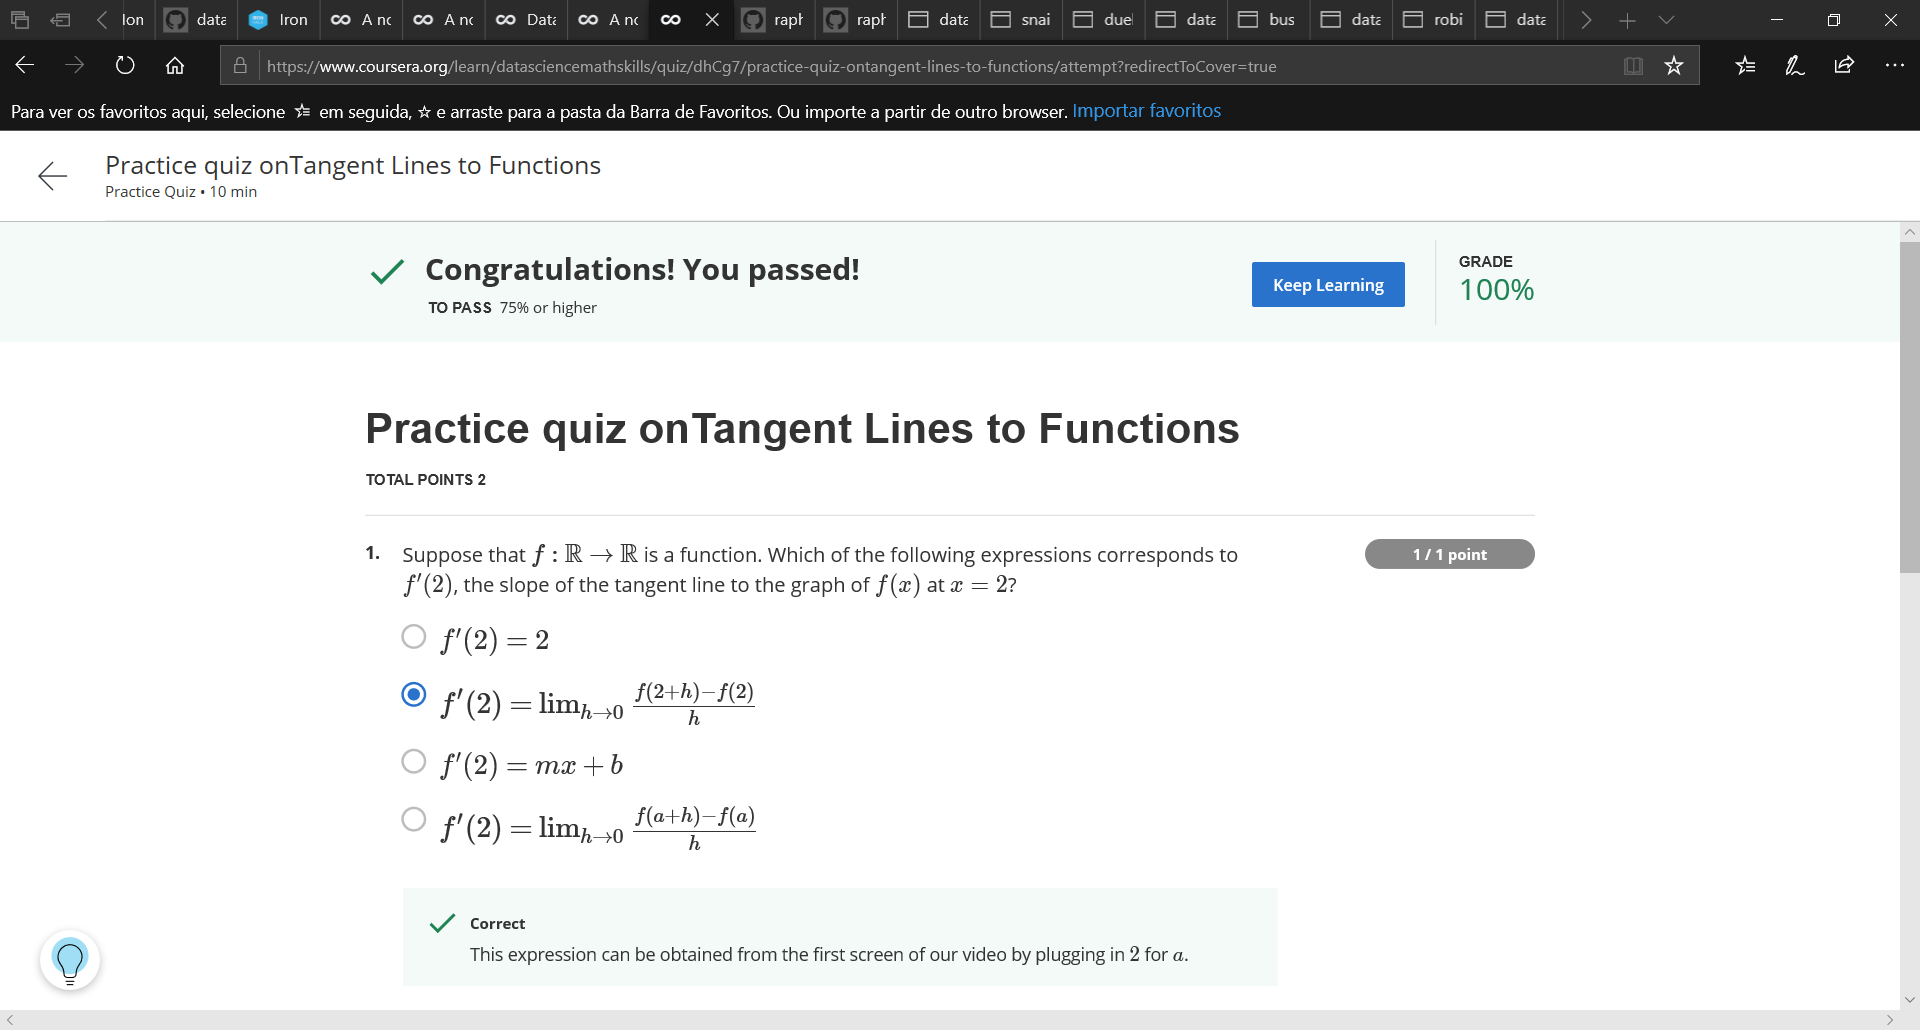 lon data Iron A nc A nc Data A nc raph raph data snai duel data bus data robi data
https://www.coursera.org/learn/datasciencemathskills/quiz/dhCg7/practice-quiz-ontangent-lines-to-functions/attempt?redirectToCover=true
Para ver os favoritos aqui, selecione em seguida, e arraste para a pasta da Barra de Favoritos. Ou importe a partir de outro browser. Importar favoritos
Practice quiz onTangent Lines to Functions
Practice Quiz • 10 min
Congratulations! You passed!
TO PASS 75% or higher
Keep Learning
GRADE
100%
Practice quiz onTangent Lines to Functions
TOTAL POINTS 2
1. Suppose that f : ℝ → ℝ is a function. Which of the following expressions corresponds to
f′(2), the slope of the tangent line to the graph of f(x) at x = 2?
1 / 1 point
f′(2) = 2
f′(2) = lim_{h→0} \frac{f(2+h)−f(2)}{h}
f′(2) = mx + b
f′(2) = lim_{h→0} \frac{f(a+h)−f(a)}{h}
Correct
This expression can be obtained from the first screen of our video by plugging in 2 for a.